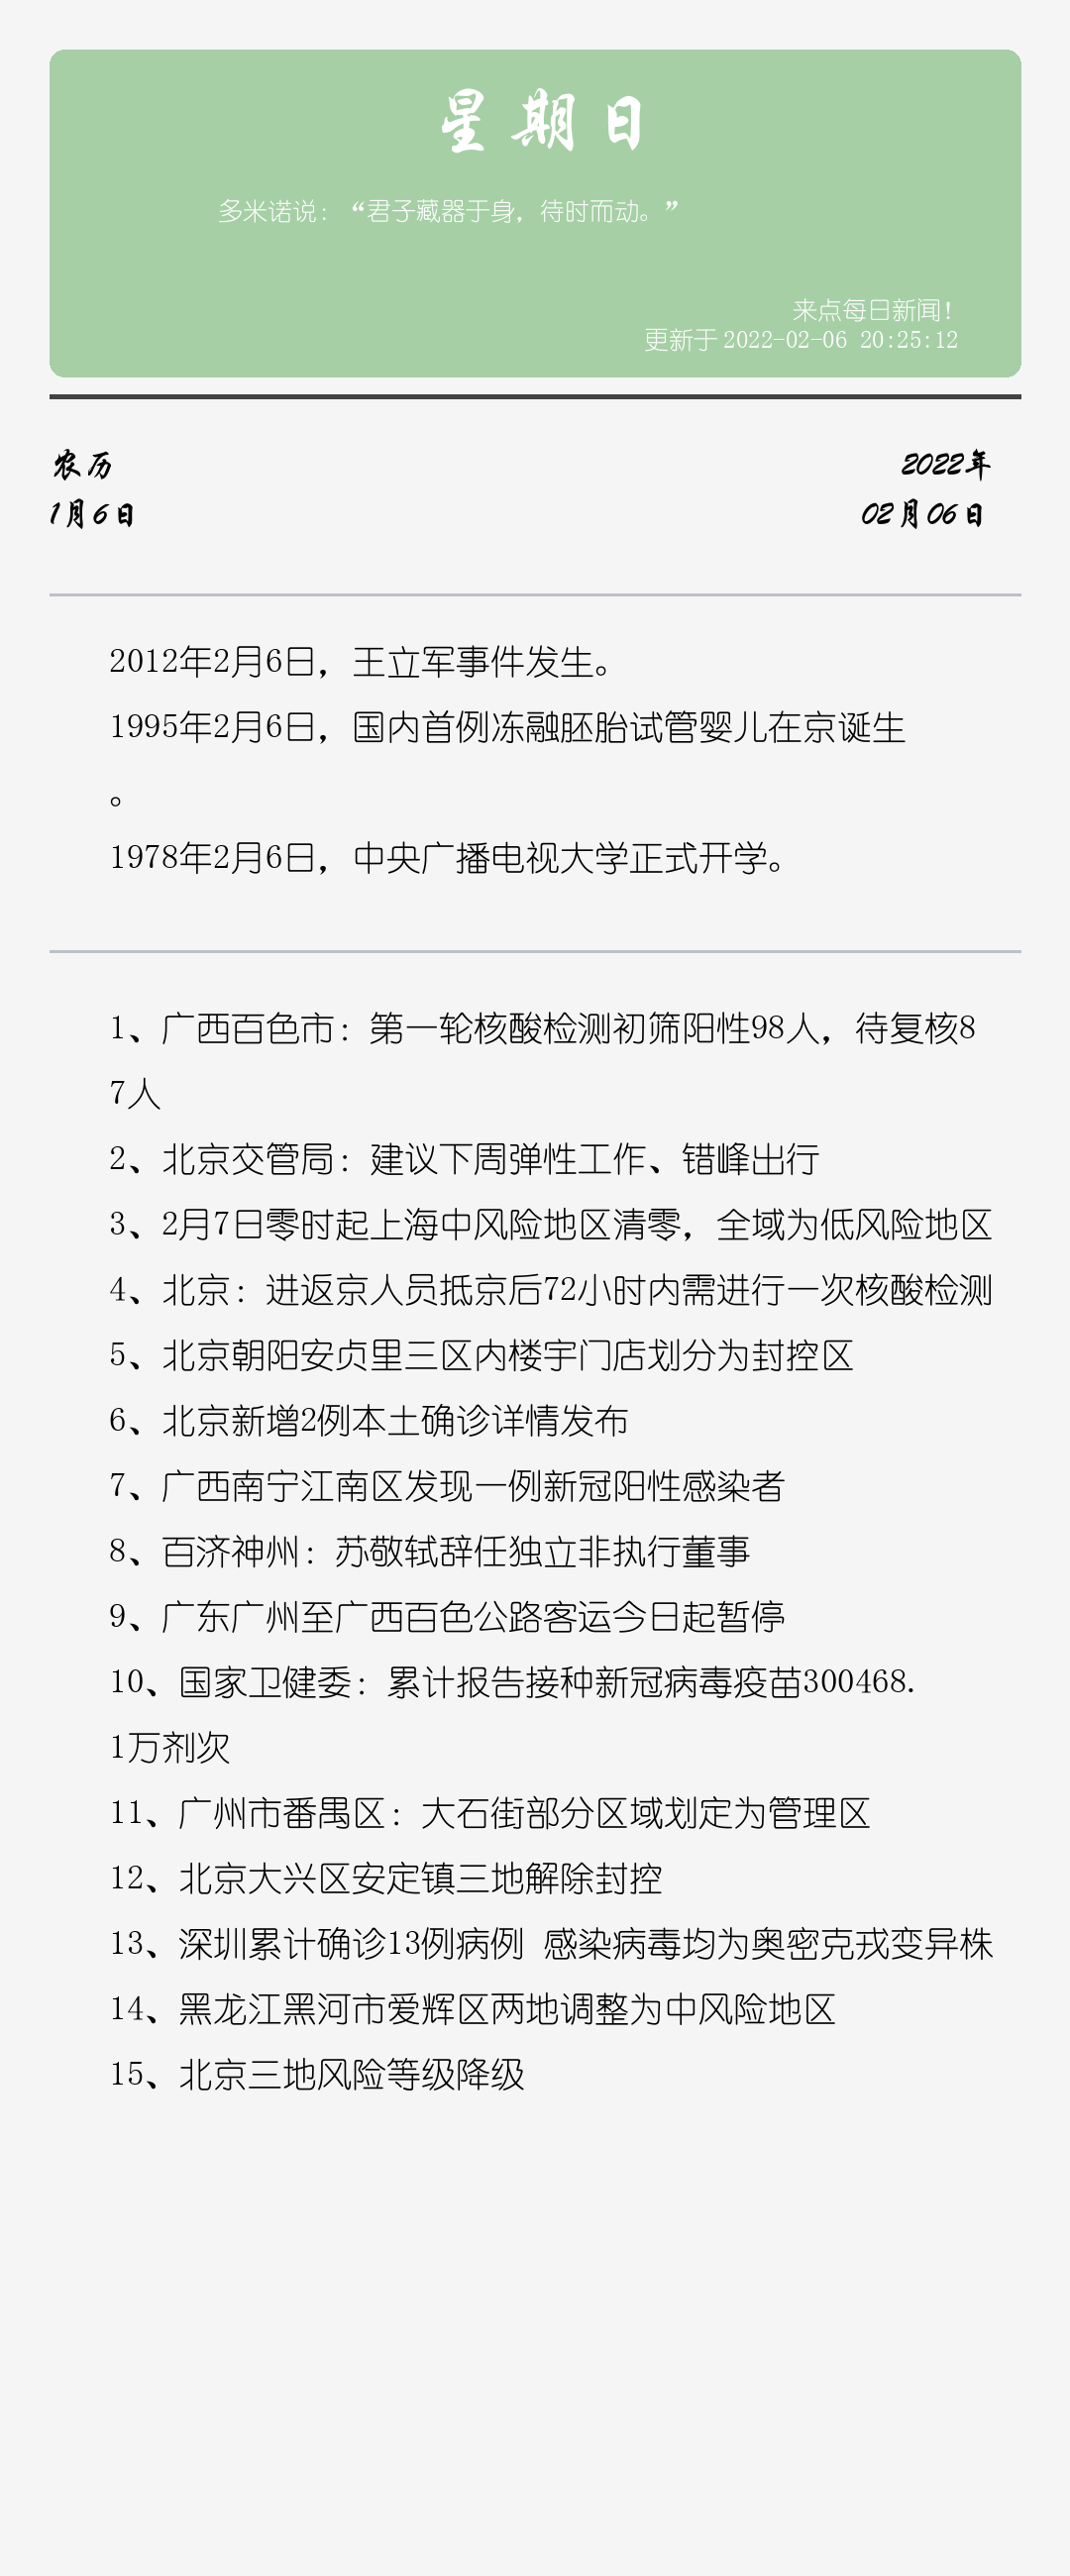 星期日
多米诺说：“君子藏器于身，待时而动。”
来点每日新闻！
更新于 2022-02-06 20:25:12
农历
2022年
1月6日
02月06日
2012年2月6日，王立军事件发生。
1995年2月6日，国内首例冻融胚胎试管婴儿在京诞生
。
1978年2月6日，中央广播电视大学正式开学。
1、广西百色市：第一轮核酸检测初筛阳性98人，待复核8
7人
2、北京交管局：建议下周弹性工作、错峰出行
3、2月7日零时起上海中风险地区清零，全域为低风险地区
4、北京：进返京人员抵京后72小时内需进行一次核酸检测
5、北京朝阳安贞里三区内楼宇门店划分为封控区
6、北京新增2例本土确诊详情发布
7、广西南宁江南区发现一例新冠阳性感染者
8、百济神州：苏敬轼辞任独立非执行董事
9、广东广州至广西百色公路客运今日起暂停
10、国家卫健委：累计报告接种新冠病毒疫苗300468.
1万剂次
11、广州市番禺区：大石街部分区域划定为管理区
12、北京大兴区安定镇三地解除封控
13、深圳累计确诊13例病例 感染病毒均为奥密克戎变异株
14、黑龙江黑河市爱辉区两地调整为中风险地区
15、北京三地风险等级降级